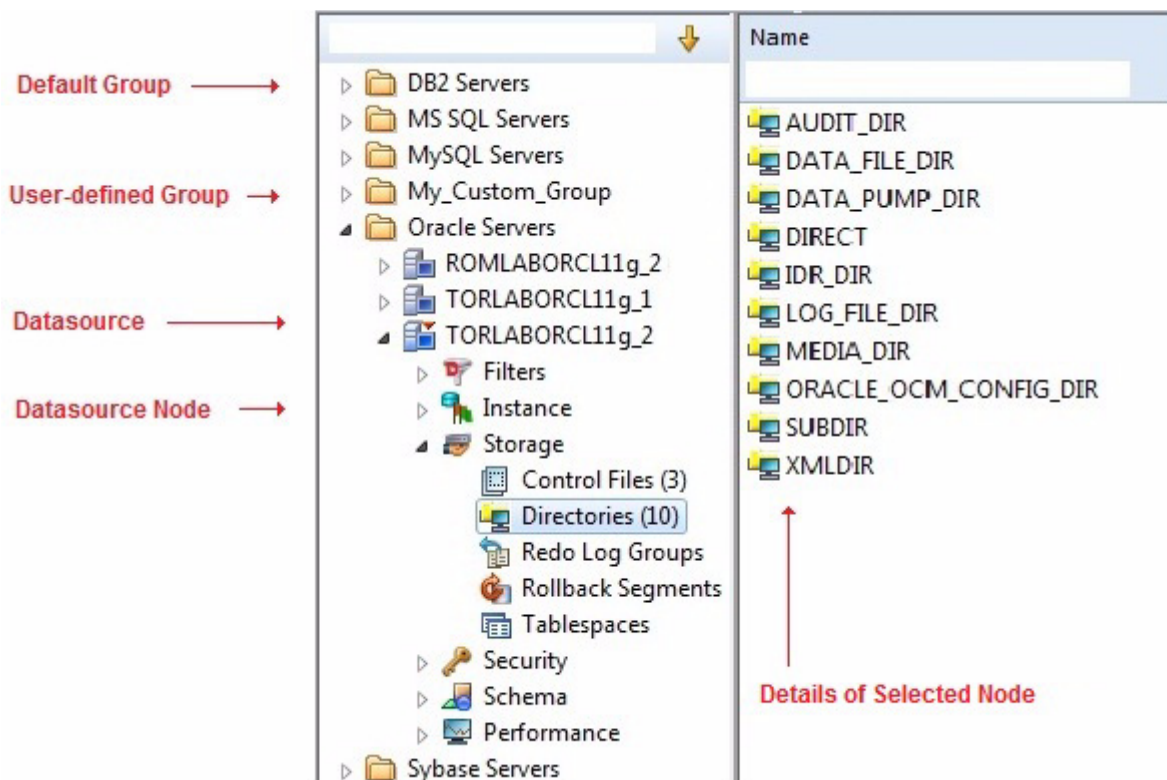 Default Group
User-defined Group
Datasource
Datasource Node
DB2 Servers
MS SQL Servers
MySQL Servers
My_Custom_Group
Oracle Servers
ROMLABORCL11g_2
TORLABORCL11g_1
TORLABORCL11g_2
Filters
Instance
Storage
Control Files (3)
Directories (10)
Redo Log Groups
Rollback Segments
Tablespaces
Security
Schema
Performance
Sybase Servers
Name
AUDIT_DIR
DATA_FILE_DIR
DATA_PUMP_DIR
DIRECT
IDR_DIR
LOG_FILE_DIR
MEDIA_DIR
ORACLE_OCM_CONFIG_DIR
SUBDIR
XMLDIR
Details of Selected Node